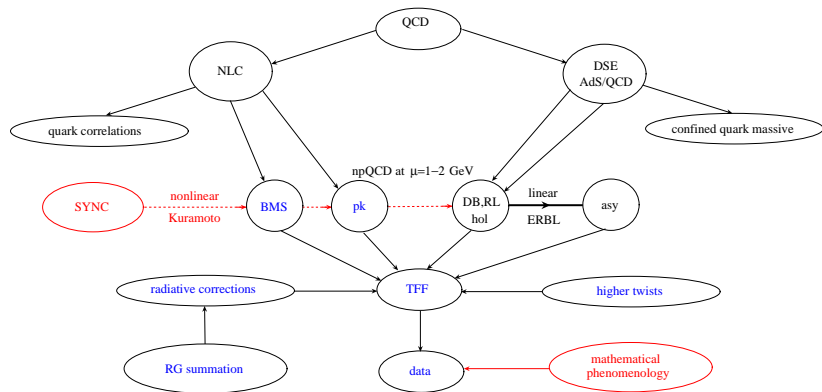 QCD
NLC
DSE
AdS/QCD
quark correlations
confined quark massive
npQCD at μ=1−2 GeV
SYNC
nonlinear
Kuramoto
BMS
pk
DB,RL
hol
linear
ERBL
asy
radiative corrections
TFF
higher twists
RG summation
data
mathematical
phenomenology